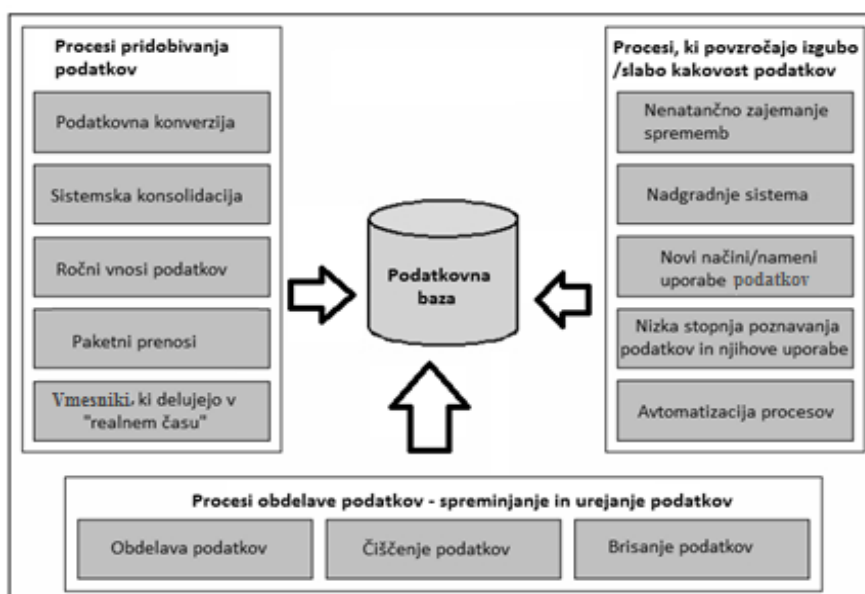 Procesi pridobivanja
podatkov
Podatkovna konverzija
Sistemska konsolidacija
Ročni vnosi podatkov
Paketni prenosi
Vmesniki, ki delujejo v
"realnem času"
Podatkovna
baza
Procesi, ki povzročajo izgubo
/slabo kakovost podatkov
Nenatančno zajemanje
sprememb
Nadgradnje sistema
Novi načini/nameni
uporabe podatkov
Nizka stopnja poznavanja
podatkov in njihove uporabe
Avtomatizacija procesov
Procesi obdelave podatkov - spreminjanje in urejanje podatkov
Obdelava podatkov
Čiščenje podatkov
Brisanje podatkov